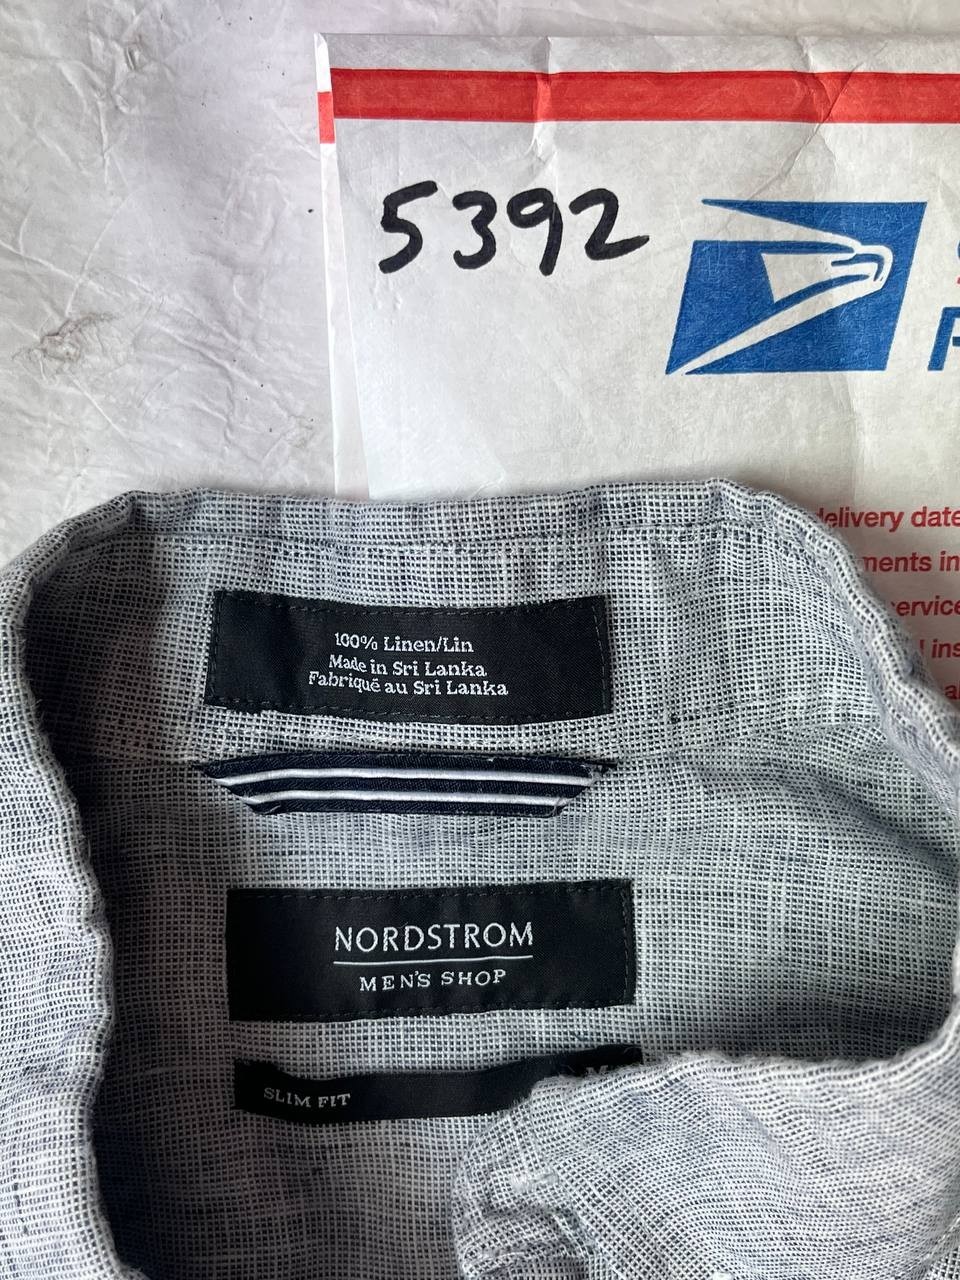 5392
delivery date
ments in
ervice
ins
100% Linen/Lin
Made in Sri Lanka
Fabriqué au Sri Lanka
NORDSTROM
MEN'S SHOP
SLIM FIT